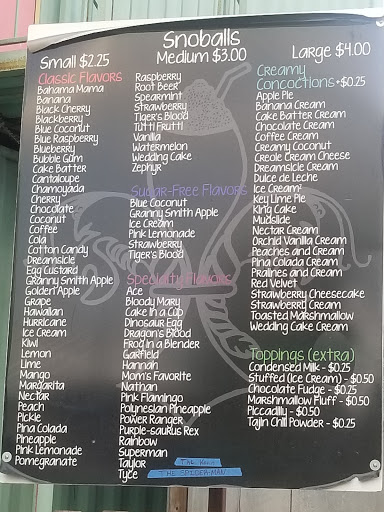 Snoballs
Small $2.25
Medium $3.00
Large $4.00
Classic Flavors
Bahama Mama
Banana
Black Cherry
Blackberry
Blue Coconut
Blue Raspberry
Blueberry
Bubble Gum
Cake Batter
Cantaloupe
Chamoyada
Cherry
Chocolate
Coconut
Coffee
Cola
Cotton Candy
Dreamsicle
Egg Custard
Granny Smith Apple
Golden Apple
Grape
Hawaiian
Hurricane
Ice Cream
Kiwi
Lemon
Lime
Mango
Margarita
Nectar
Peach
Pickle
Pina Colada
Pineapple
Pink Lemonade
Pomegranate
Raspberry
Root Beer
Spearmint
Strawberry
Tiger's Blood
Tutti Frutti
Vanilla
Watermelon
Wedding Cake
Zephyr
Sugar-Free Flavors
Blue Coconut
Granny Smith Apple
Ice Cream
Pink Lemonade
Strawberry
Tiger's Blood
Specialty Flavors
Ace
Bloody Mary
Cake In a Cup
Dinosaur Egg
Dragon's Blood
Frog in a Blender
Garfield
Hannah
Mom's Favorite
Nathan
Pink Flamingo
Polynesian Pineapple
Power Ranger
Purple-saurus Rex
Rainbow
Superman
Taylor
Tyce
THE HULK
THE SPIDER-MAN
Creamy
Concoctions +$0.25
Apple Pie
Banana Cream
Cake Batter Cream
Chocolate Cream
Coffee Cream
Creamy Coconut
Creole Cream Cheese
Dreamsicle Cream
Dulce de Leche
Ice Cream²
Key Lime Pie
King Cake
Mudslide
Nectar Cream
Orchid Vanilla Cream
Peaches and Cream
Pina Colada Cream
Pralines and Cream
Red Velvet
Strawberry Cheesecake
Strawberry Cream
Toasted Marshmallow
Wedding Cake Cream
Toppings (extra)
Condensed Milk - $0.25
Stuffed (Ice Cream) - $0.50
Chocolate Fudge - $0.25
Marshmallow Fluff - $0.50
Piccadilly - $0.50
Tajin Chili Powder - $0.25